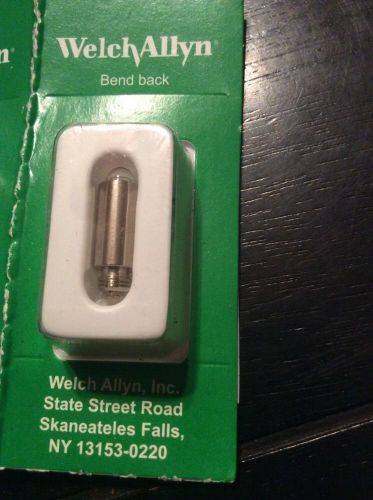 WelchAllyn®
Bend back
Welch Allyn, Inc.
State Street Road
Skaneateles Falls,
NY 13153-0220